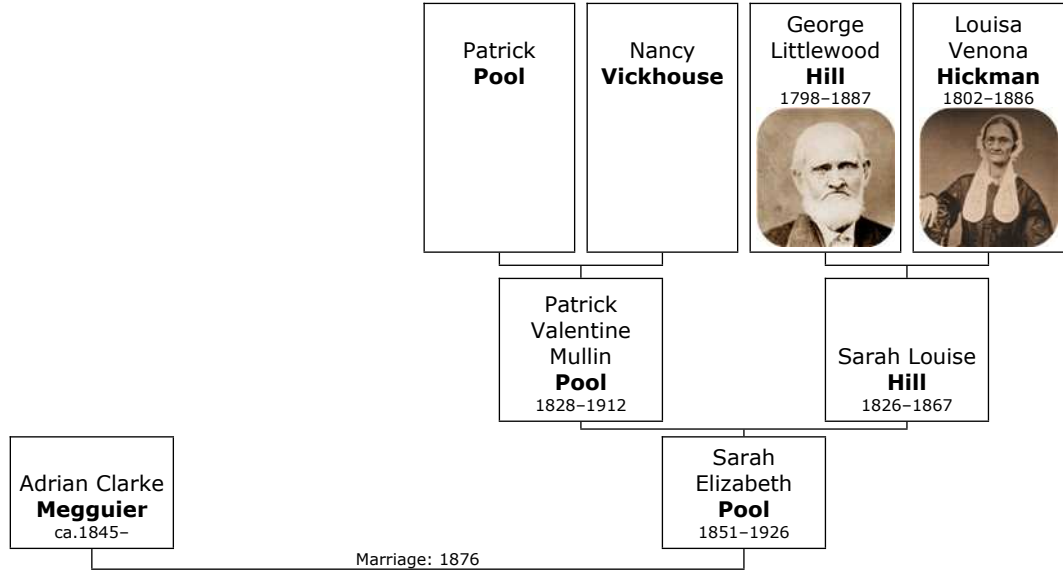 Patrick
Pool
Nancy
Vickhouse
George
Littlewood
Hill
1798–1887
Louisa
Venona
Hickman
1802–1886
Patrick
Valentine
Mullin
Pool
1828–1912
Sarah Louise
Hill
1826–1867
Adrian Clarke
Megguier
ca.1845–
Sarah
Elizabeth
Pool
1851–1926
Marriage: 1876